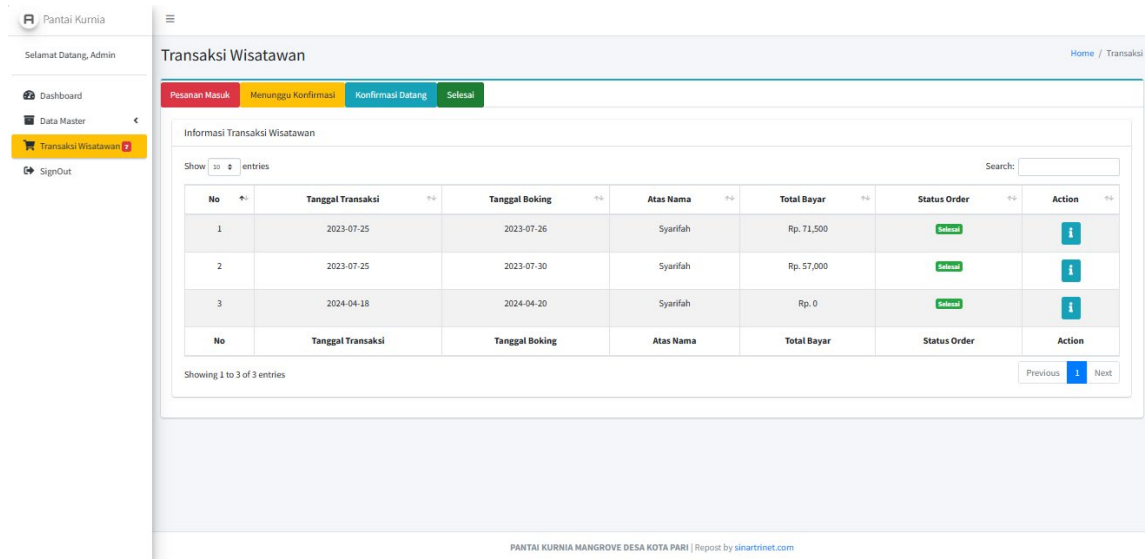 Pantai Kurnia
Selamat Datang, Admin
Dashboard
Data Master
Transaksi Wisatawan 7
SignOut
Transaksi Wisatawan
Home / Transaksi
Pesanan Masuk Menunggu Konfirmasi Konfirmasi Datang Selesai
Informasi Transaksi Wisatawan
Show 10 entries
Search:
No Tanggal Transaksi Tanggal Boking Atas Nama Total Bayar Status Order Action
1 2023-07-25 2023-07-26 Syarifah Rp. 71,500 Selesai i
2 2023-07-25 2023-07-30 Syarifah Rp. 57,000 Selesai i
3 2024-04-18 2024-04-20 Syarifah Rp. 0 Selesai i
No Tanggal Transaksi Tanggal Boking Atas Nama Total Bayar Status Order Action
Showing 1 to 3 of 3 entries
Previous 1 Next
PANTAI KURNIA MANGROVE DESA KOTA PARI | Repost by sinartrinet.com